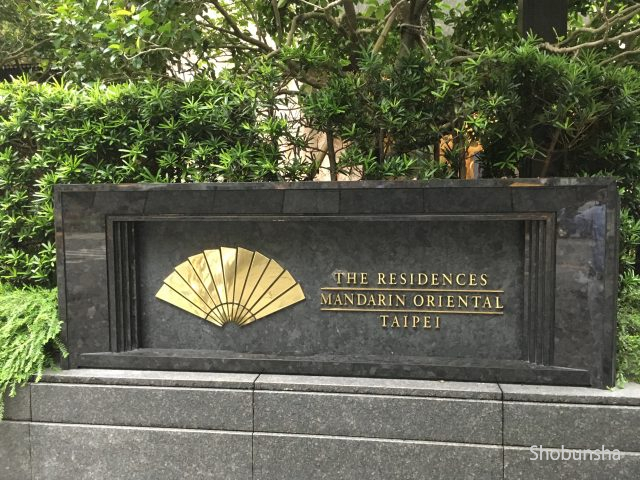 THE RESIDENCES
MANDARIN ORIENTAL
TAIPEI
Shobunsha